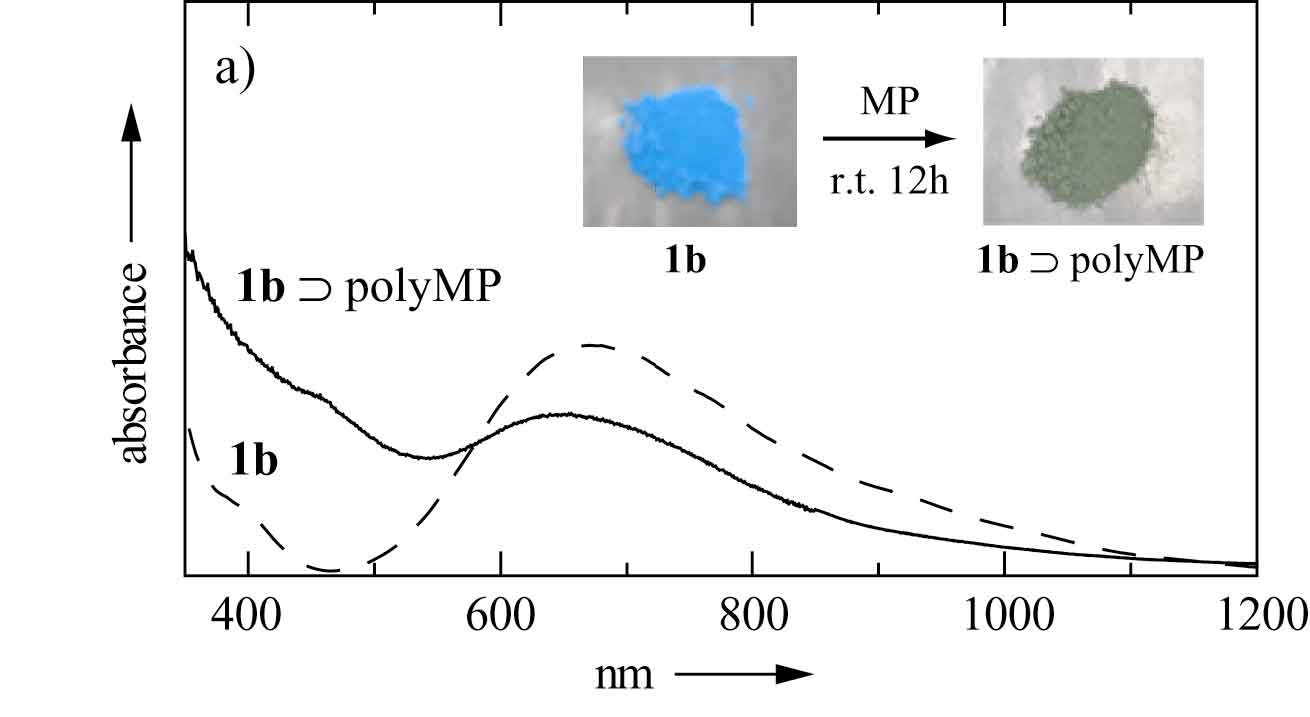 a)
MP
r.t. 12h
1b
1b ⊃ polyMP
1b ⊃ polyMP
1b
absorbance
400
600
800
1000
1200
nm